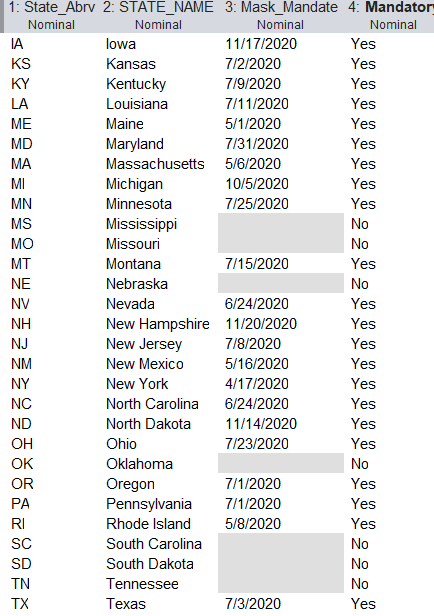 1: State_Abrv 2: STATE_NAME 3: Mask_Mandate 4: Mandatory
Nominal Nominal Nominal Nominal
IA Iowa 11/17/2020 Yes
KS Kansas 7/2/2020 Yes
KY Kentucky 7/9/2020 Yes
LA Louisiana 7/11/2020 Yes
ME Maine 5/1/2020 Yes
MD Maryland 7/31/2020 Yes
MA Massachusetts 5/6/2020 Yes
MI Michigan 10/5/2020 Yes
MN Minnesota 7/25/2020 Yes
MS Mississippi No
MO Missouri No
MT Montana 7/15/2020 Yes
NE Nebraska No
NV Nevada 6/24/2020 Yes
NH New Hampshire 11/20/2020 Yes
NJ New Jersey 7/8/2020 Yes
NM New Mexico 5/16/2020 Yes
NY New York 4/17/2020 Yes
NC North Carolina 6/24/2020 Yes
ND North Dakota 11/14/2020 Yes
OH Ohio 7/23/2020 Yes
OK Oklahoma No
OR Oregon 7/1/2020 Yes
PA Pennsylvania 7/1/2020 Yes
RI Rhode Island 5/8/2020 Yes
SC South Carolina No
SD South Dakota No
TN Tennessee No
TX Texas 7/3/2020 Yes